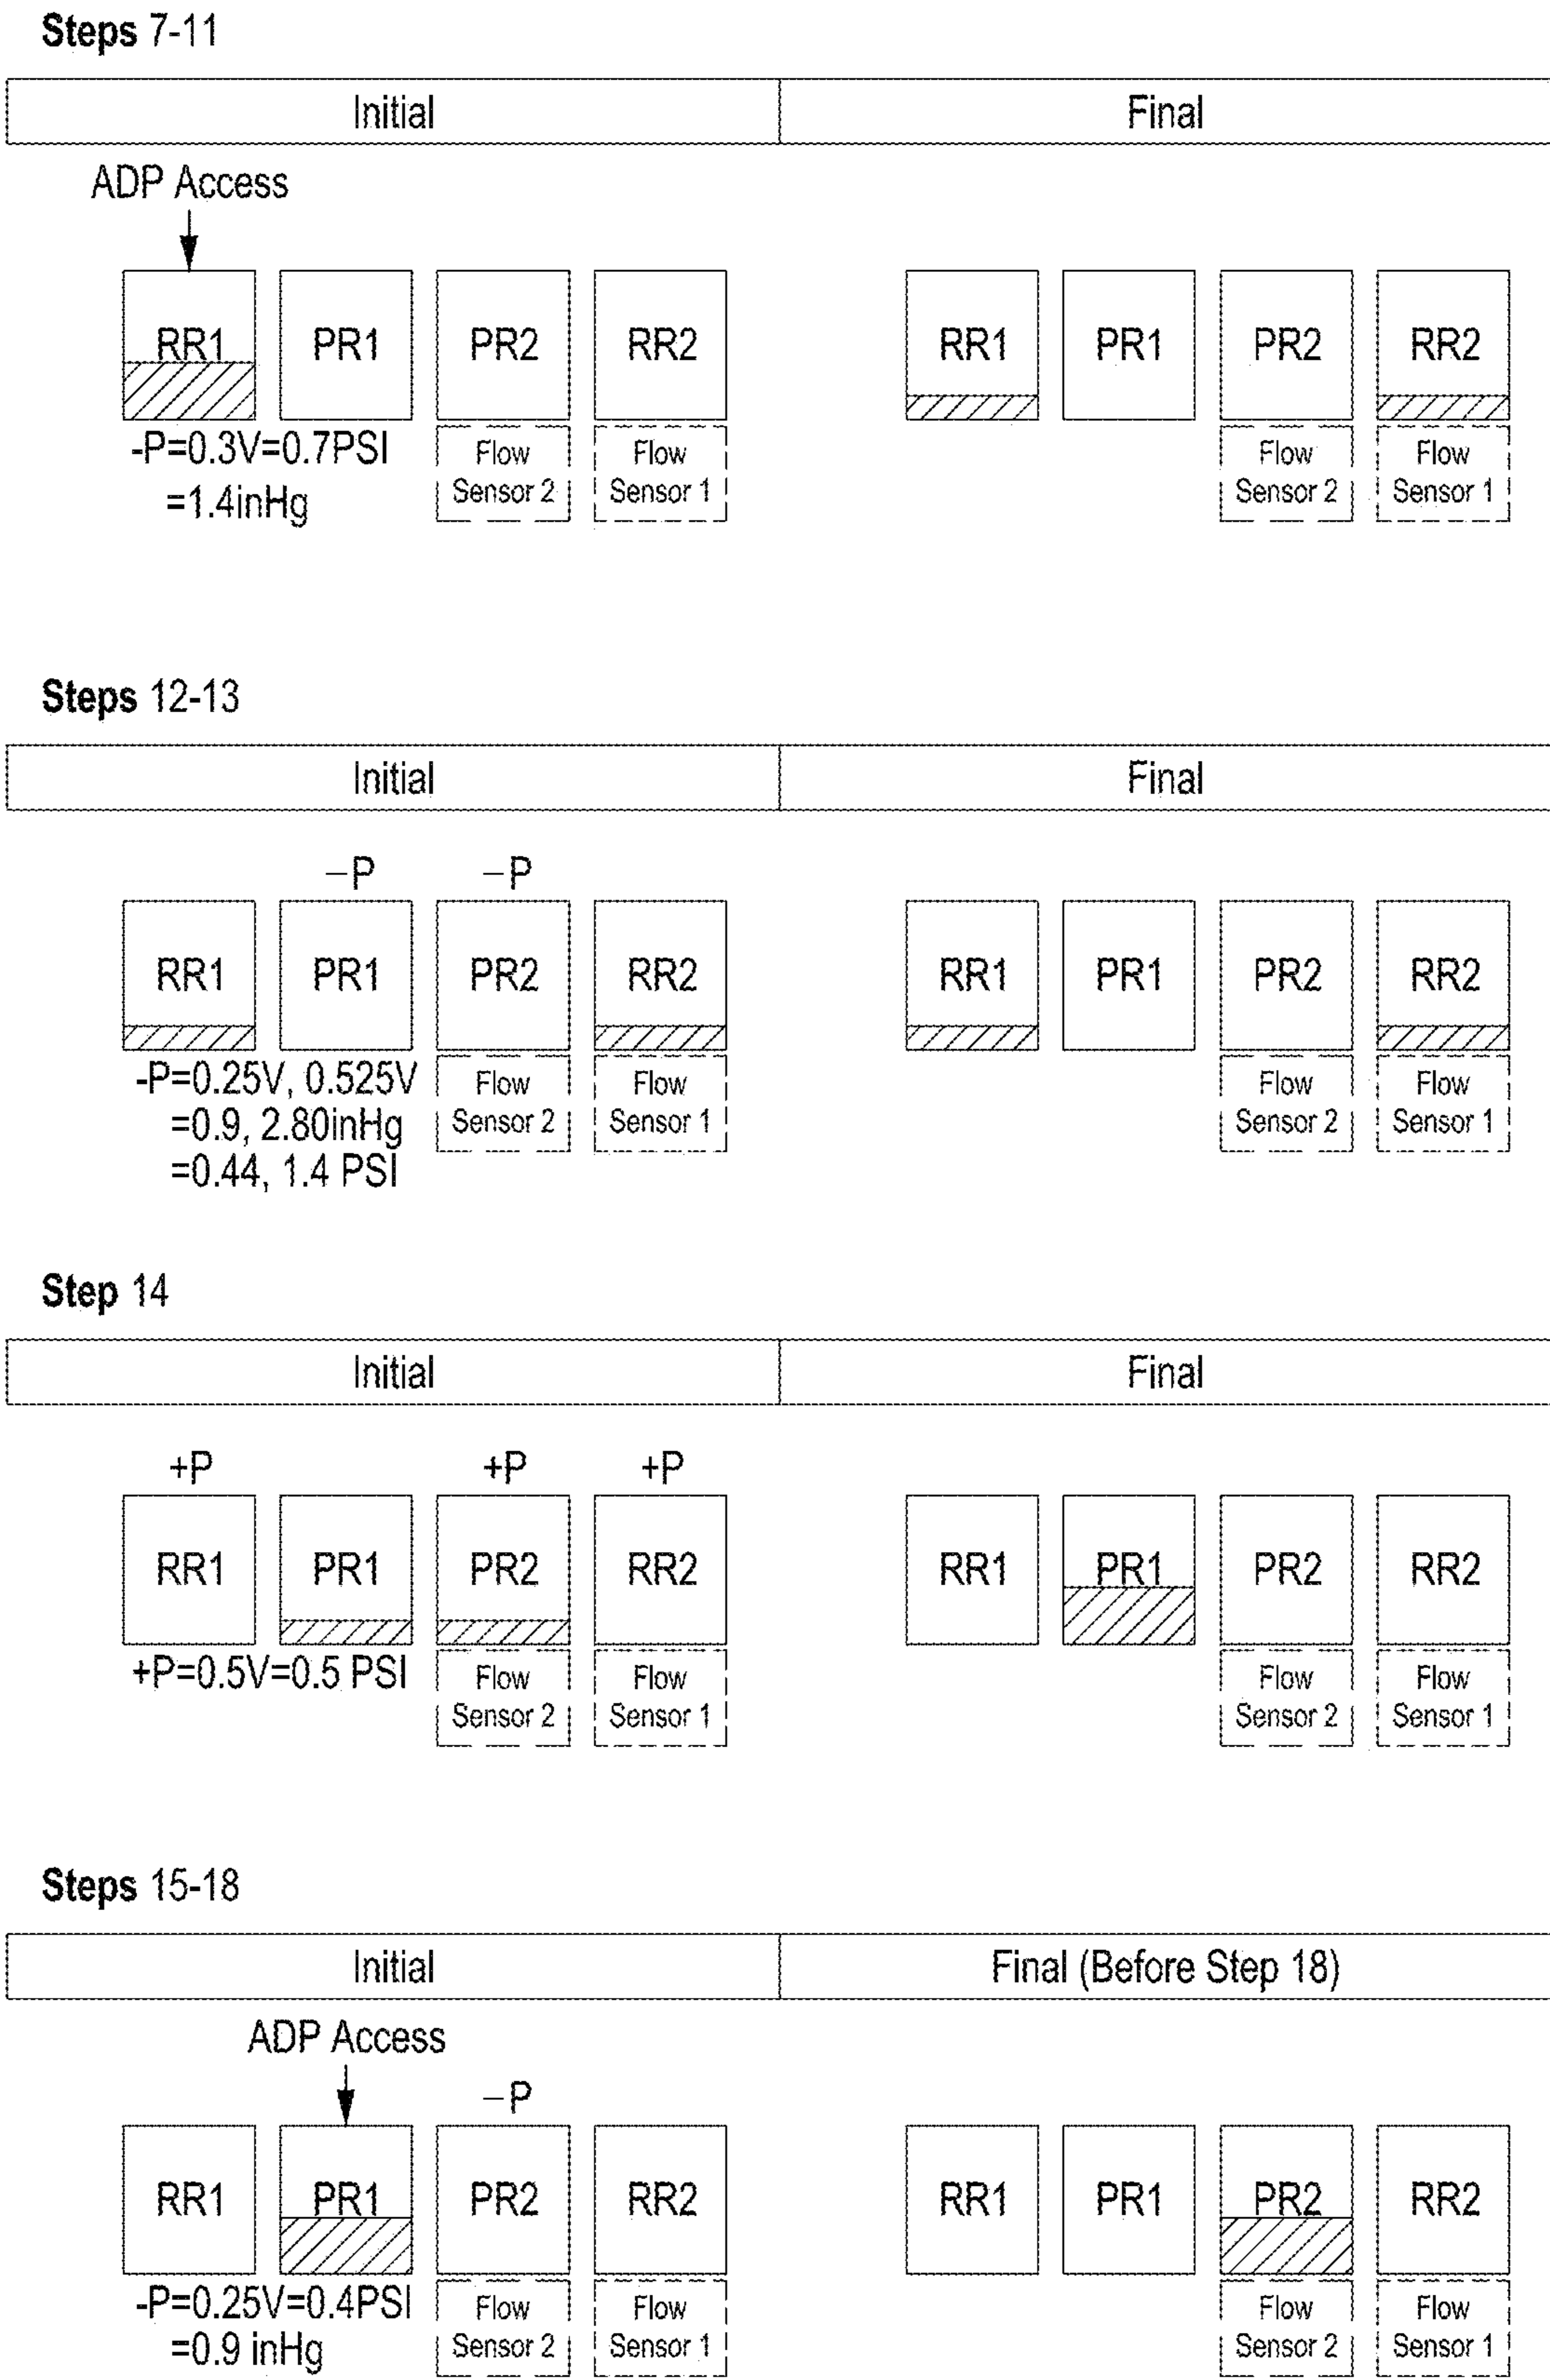 Steps 7-11
Initial Final
ADP Access
RR1 PR1 PR2 RR2 RR1 PR1 PR2 RR2
-P=0.3V=0.7PSI
=1.4inHg
Flow Sensor 2
Flow Sensor 1
Flow Sensor 2
Flow Sensor 1
Steps 12-13
Initial Final
–P –P
RR1 PR1 PR2 RR2 RR1 PR1 PR2 RR2
-P=0.25V, 0.525V
=0.9, 2.80inHg
=0.44, 1.4 PSI
Flow Sensor 2
Flow Sensor 1
Flow Sensor 2
Flow Sensor 1
Step 14
Initial Final
+P +P +P
RR1 PR1 PR2 RR2 RR1 PR1 PR2 RR2
+P=0.5V=0.5 PSI
Flow Sensor 2
Flow Sensor 1
Flow Sensor 2
Flow Sensor 1
Steps 15-18
Initial Final (Before Step 18)
ADP Access
–P
RR1 PR1 PR2 RR2 RR1 PR1 PR2 RR2
-P=0.25V=0.4PSI
=0.9 inHg
Flow Sensor 2
Flow Sensor 1
Flow Sensor 2
Flow Sensor 1